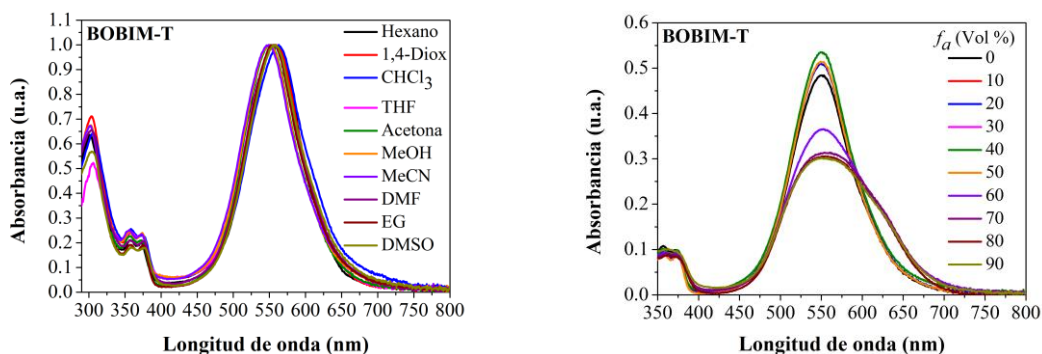 BOBIM-T
Hexano
1,4-Diox
CHCl3
THF
Acetona
MeOH
MeCN
DMF
EG
DMSO
1.0
0.9
0.8
0.7
0.6
0.5
0.4
0.3
0.2
0.1
0.0
Absorbancia (u.a.)
300 350 400 450 500 550 600 650 700 750 800
Longitud de onda (nm)
BOBIM-T
fa (Vol %)
0
10
20
30
40
50
60
70
80
90
0.6
0.5
0.4
0.3
0.2
0.1
0.0
Absorbancia (u.a.)
350 400 450 500 550 600 650 700 750 800
Longitud de onda (nm)